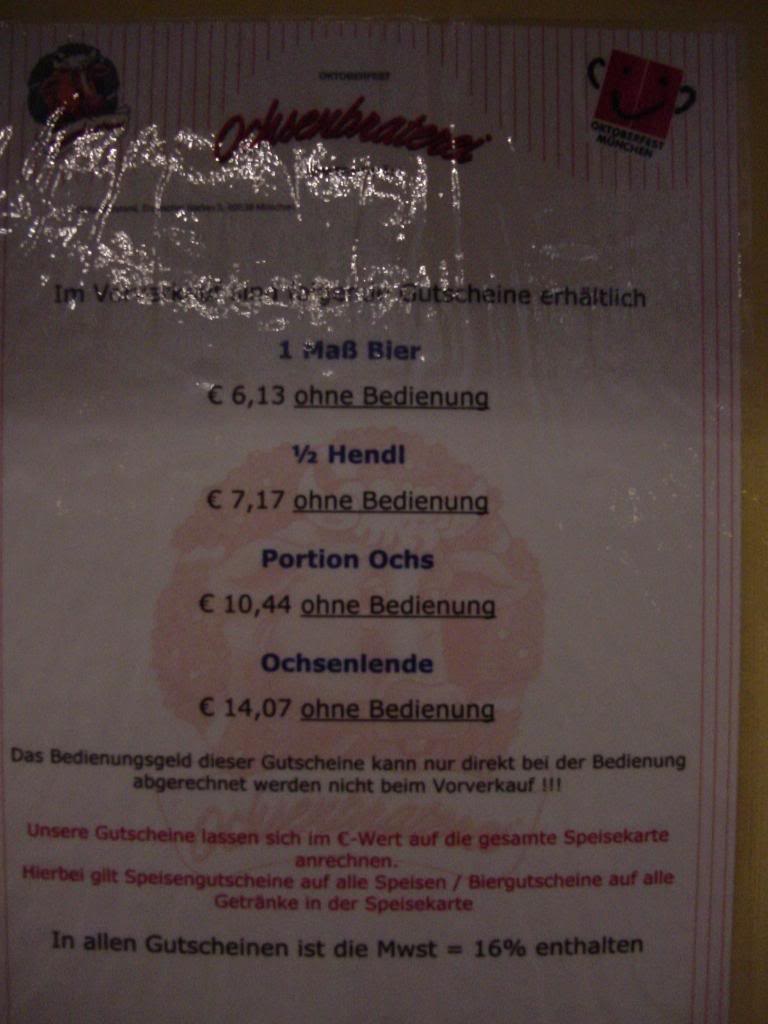 OKTOBERFEST
Ochsenbraterei
OKTOBERFEST
MÜNCHEN
Im Vorverkauf sind folgende Gutscheine erhältlich
1 Maß Bier
€ 6,13 ohne Bedienung
½ Hendl
€ 7,17 ohne Bedienung
Portion Ochs
€ 10,44 ohne Bedienung
Ochsenlende
€ 14,07 ohne Bedienung
Das Bedienungsgeld dieser Gutscheine kann nur direkt bei der Bedienung
abgerechnet werden nicht beim Vorverkauf !!!
Unsere Gutscheine lassen sich im €-Wert auf die gesamte Speisekarte
anrechnen.
Hierbei gilt Speisengutscheine auf alle Speisen / Biergutscheine auf alle
Getränke in der Speisekarte
In allen Gutscheinen ist die Mwst = 16% enthalten